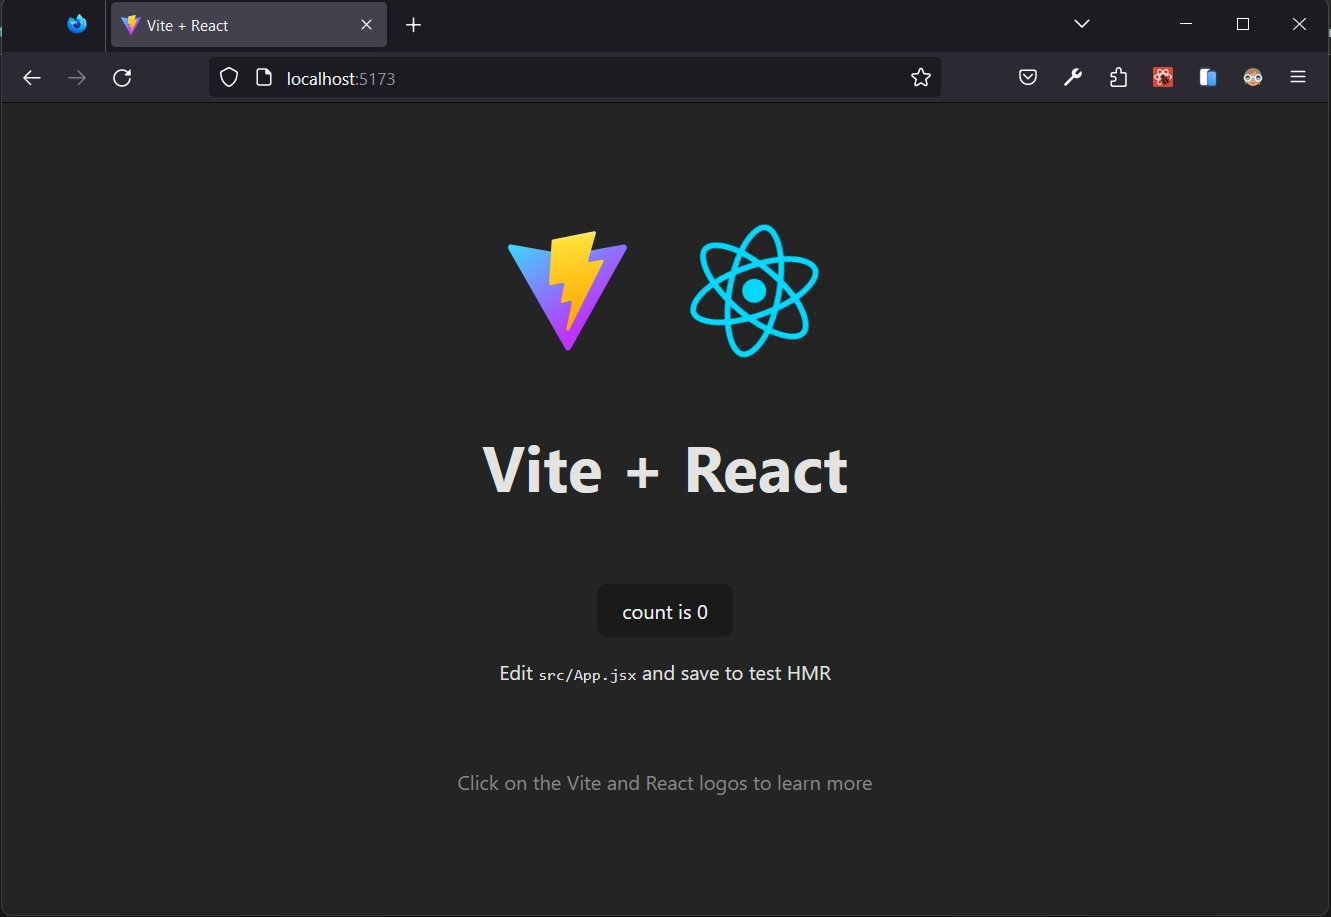 Vite + React
localhost:5173
Vite + React
count is 0
Edit src/App.jsx and save to test HMR
Click on the Vite and React logos to learn more